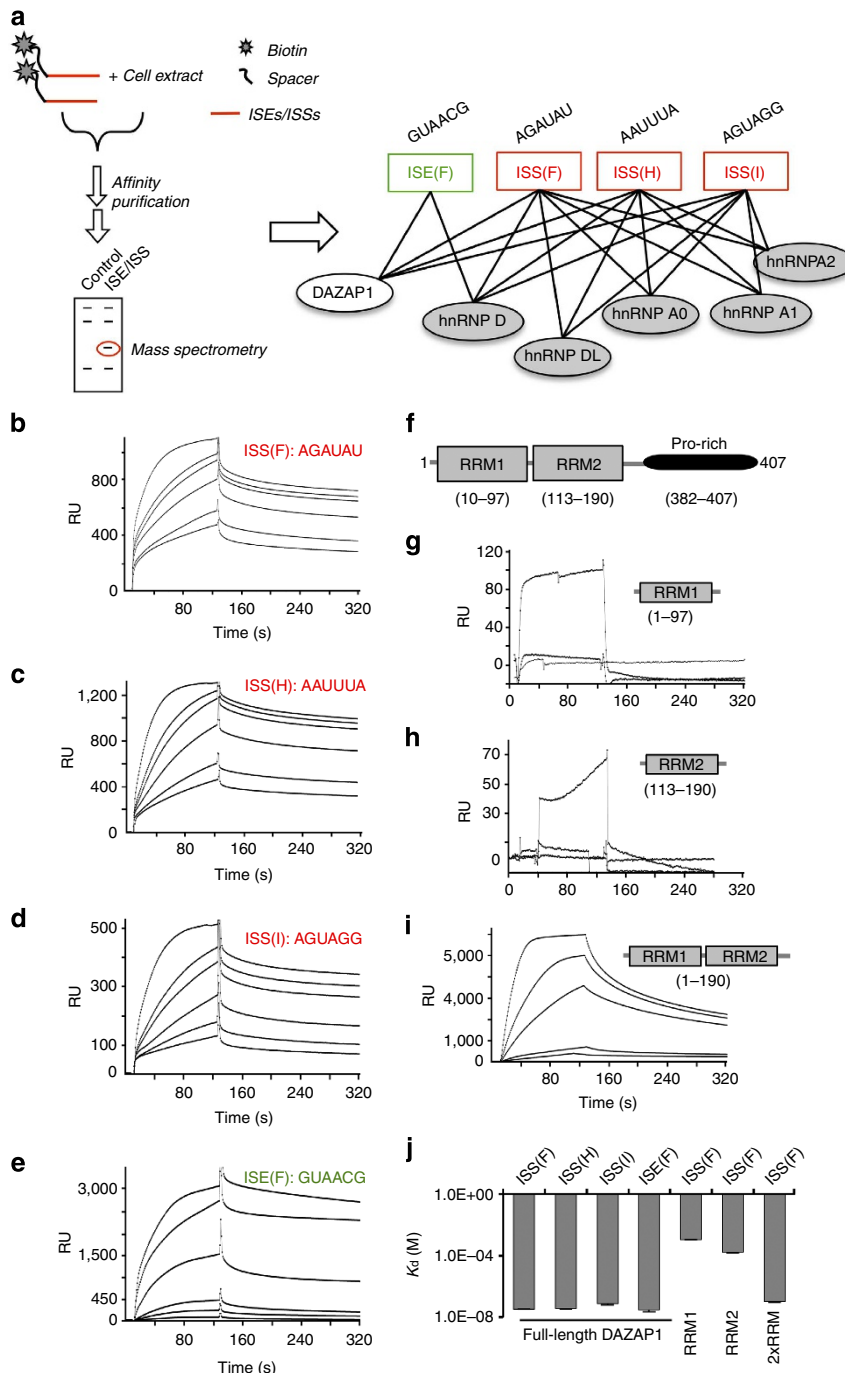 a
Biotin
Spacer
ISEs/ISSs
+ Cell extract
Affinity
purification
Control
ISE/ISS
Mass spectrometry
GUAACG
AGAUAU
AAUUUA
AGUAGG
ISE(F)
ISS(F)
ISS(H)
ISS(I)
DAZAP1
hnRNP D
hnRNP DL
hnRNP A0
hnRNP A1
hnRNPA2
b
ISS(F): AGAUAU
RU
800
400
0
80 160 240 320
Time (s)
c
ISS(H): AAUUUA
RU
1,200
800
400
0
80 160 240 320
Time (s)
d
ISS(I): AGUAGG
RU
500
300
100
0
80 160 240 320
Time (s)
e
ISE(F): GUAACG
RU
3,000
1,500
450
0
80 160 240 320
Time (s)
f
Pro-rich
1 RRM1 RRM2 407
(10–97) (113–190) (382–407)
g
RU
120
80
40
0
RRM1
(1–97)
0 80 160 240 320
h
RU
70
50
30
0
RRM2
(113–190)
0 80 160 240 320
i
RU
5,000
4,000
1,000
0
RRM1 RRM2
(1–190)
80 160 240 320
Time (s)
j
ISS(F) ISS(H) ISS(I) ISE(F) ISS(F) ISS(F) ISS(F)
Kd (M)
1.0E+00
1.0E–04
1.0E–08
Full-length DAZAP1
RRM1
RRM2
2xRRM